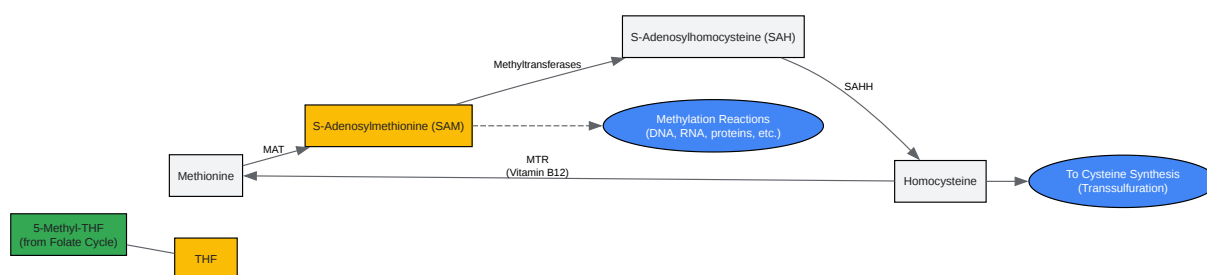 S-Adenosylhomocysteine (SAH)
Methyltransferases
SAHH
S-Adenosylmethionine (SAM)
Methylation Reactions
(DNA, RNA, proteins, etc.)
MAT
MTR
(Vitamin B12)
Methionine
Homocysteine
To Cysteine Synthesis
(Transsulfuration)
5-Methyl-THF
(from Folate Cycle)
THF